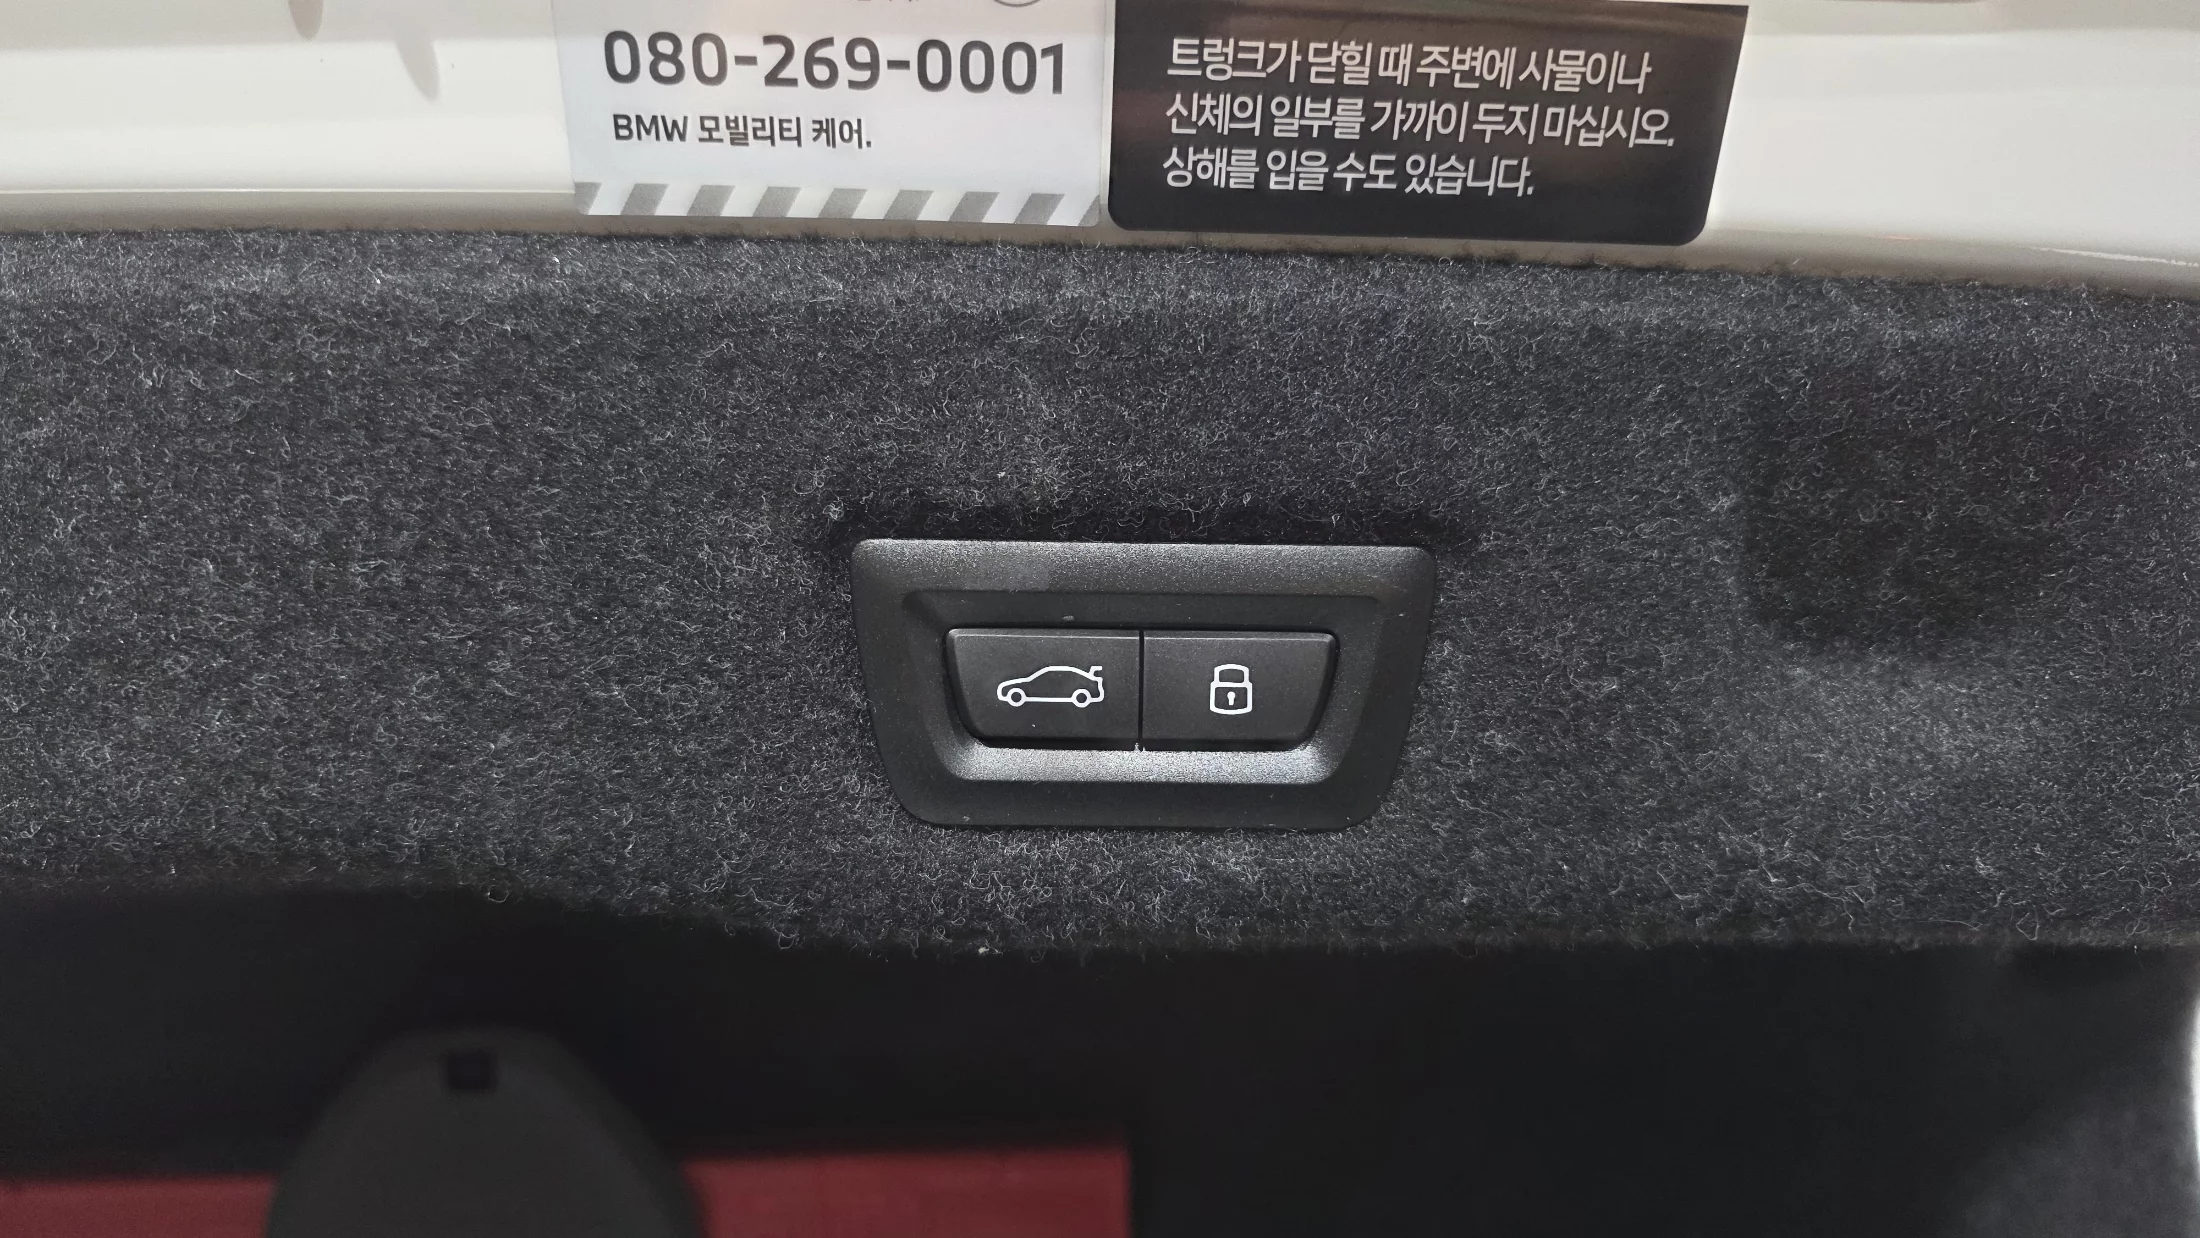 080-269-0001
BMW 모빌리티 케어.
트렁크가 닫힐 때 주변에 사물이나
신체의 일부를 가까이 두지 마십시오.
상해를 입을 수도 있습니다.